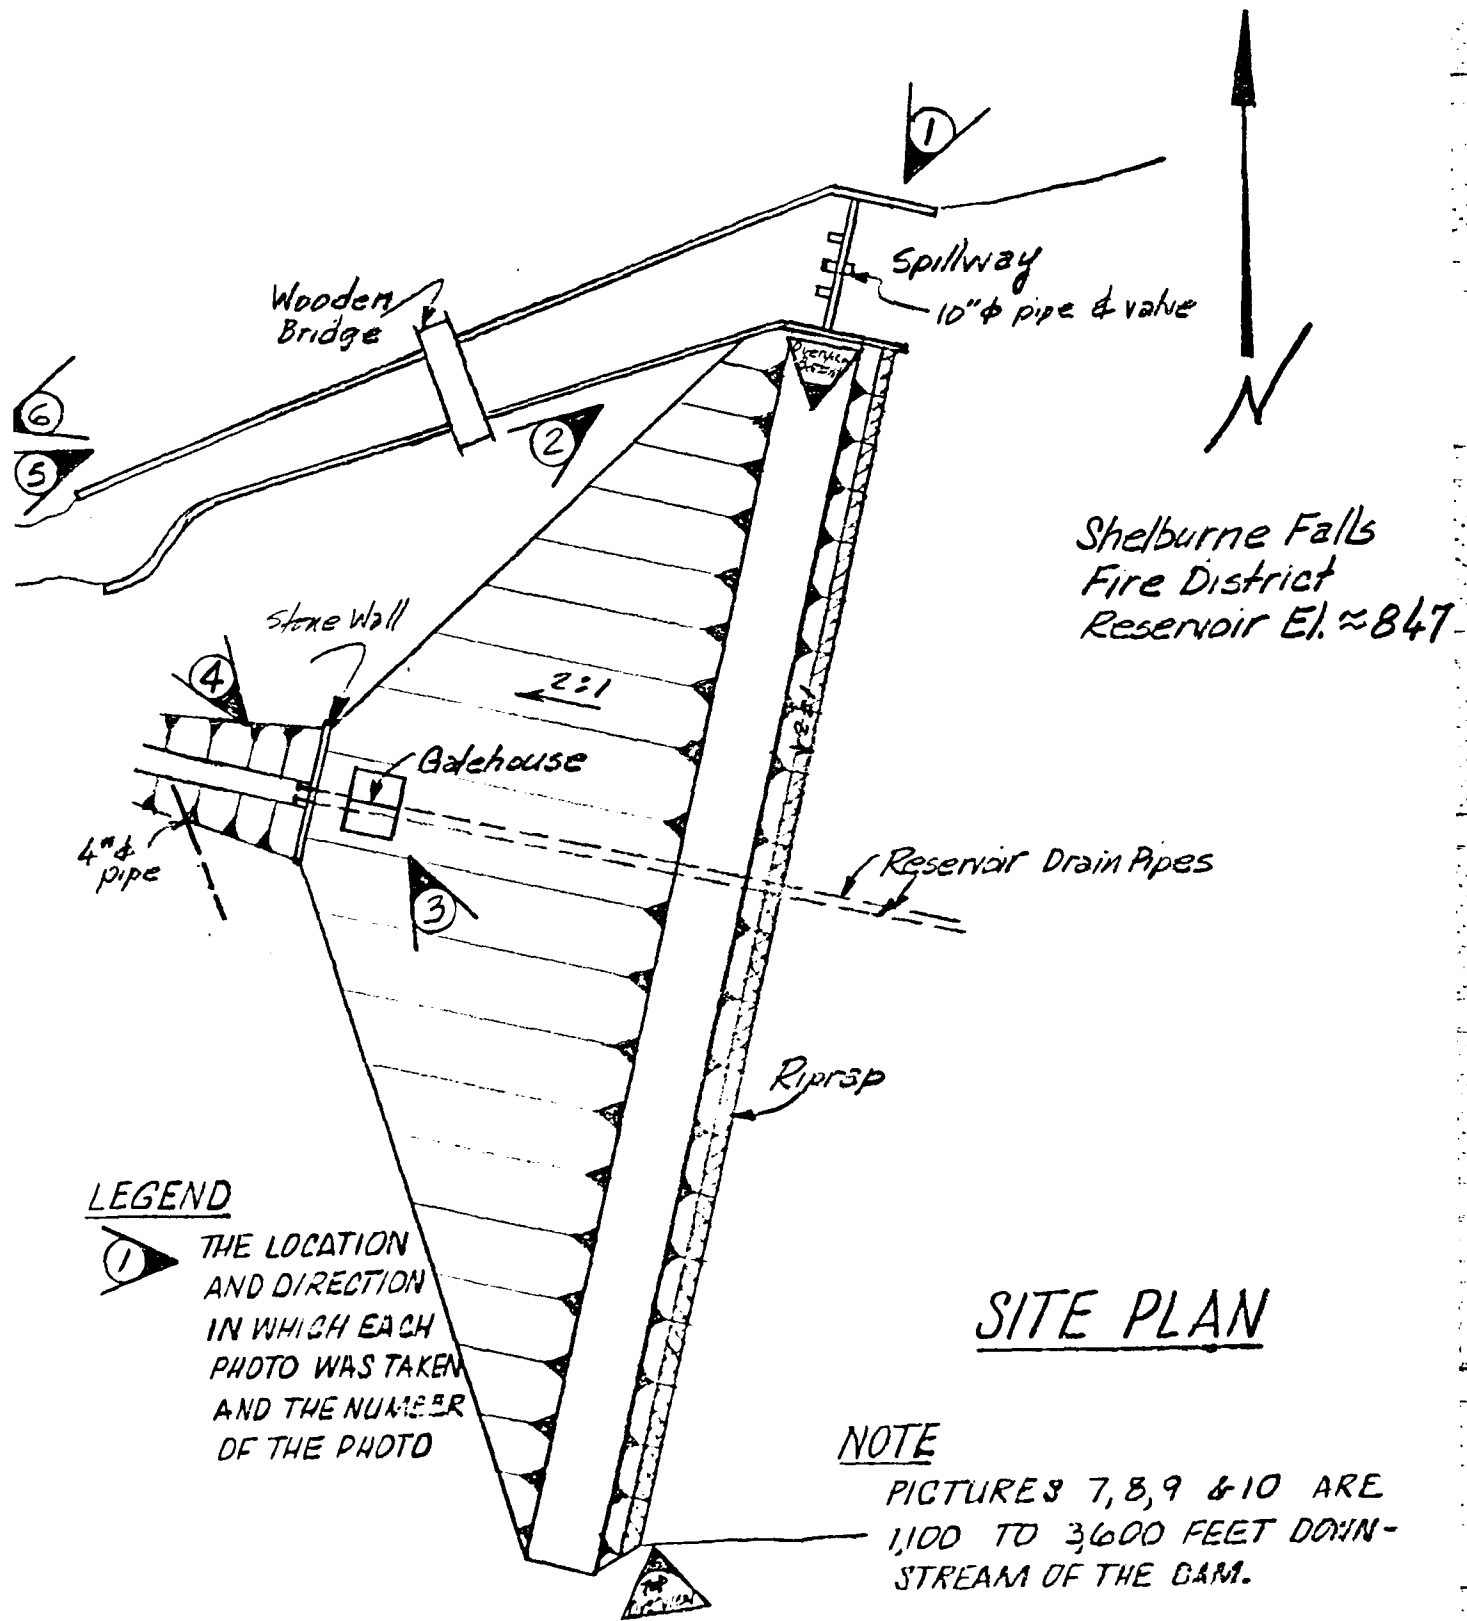 1
Spillway
10"ϕ pipe & valve
Wooden
Bridge
6
5
2
N
Shelburne Falls
Fire District
Reservoir El. ≈ 847
Stone Wall
4
2:1
2:1
Gatehouse
4"ϕ
pipe
3
Reservoir Drain Pipes
Riprap
LEGEND
1
THE LOCATION
AND DIRECTION
IN WHICH EACH
PHOTO WAS TAKEN
AND THE NUMBER
OF THE PHOTO
SITE PLAN
NOTE
PICTURES 7, 8, 9 & 10 ARE
1,100 TO 3,600 FEET DOWN-
STREAM OF THE DAM.
TOP